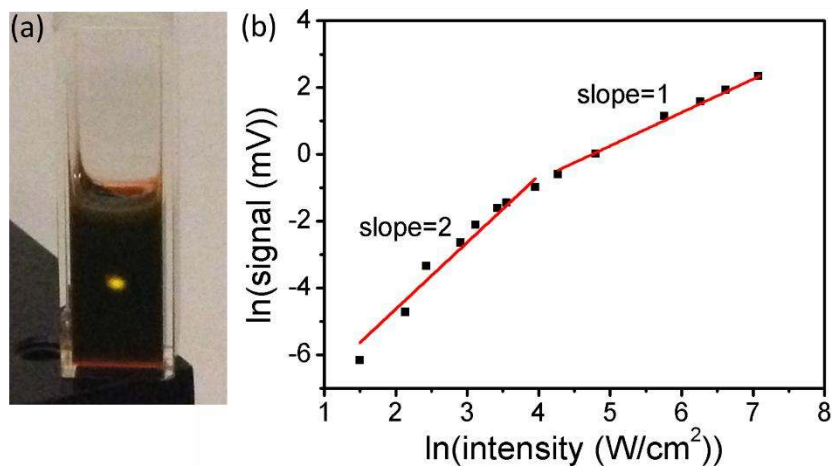 (a)
(b)
ln(signal (mV))
4
2
0
-2
-4
-6
slope=1
slope=2
1 2 3 4 5 6 7 8
ln(intensity (W/cm²))